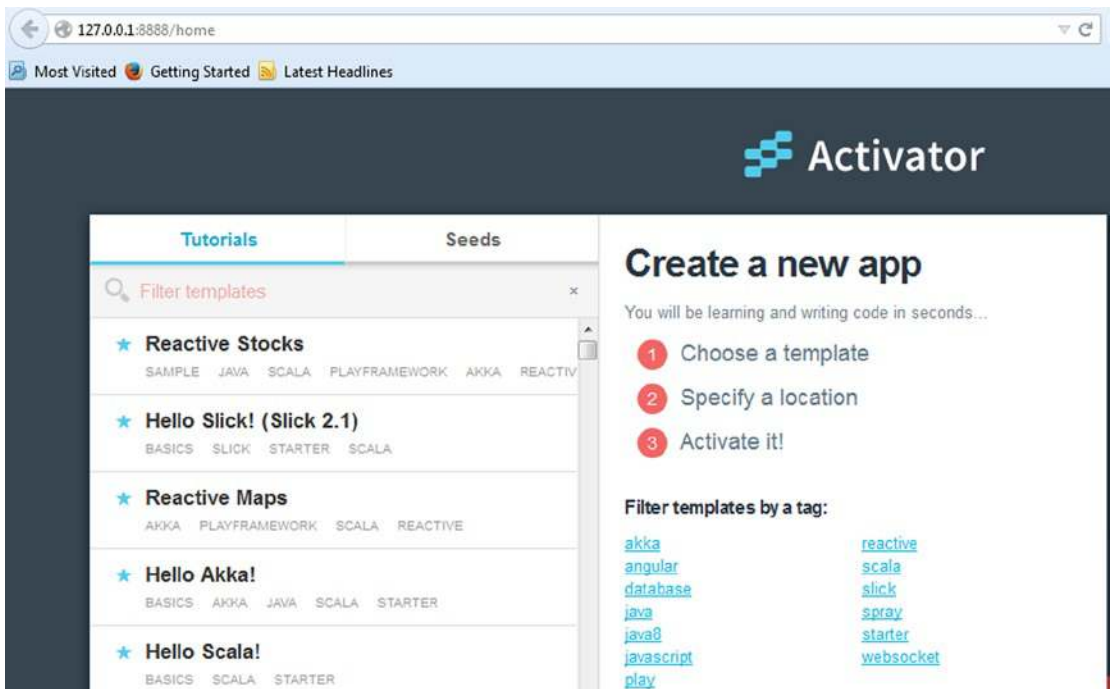 127.0.0.1:8888/home
Most Visited Getting Started Latest Headlines
Activator
Tutorials Seeds
Filter templates ×
Reactive Stocks
SAMPLE JAVA SCALA PLAYFRAMEWORK AKKA REACTIV
Hello Slick! (Slick 2.1)
BASICS SLICK STARTER SCALA
Reactive Maps
AKKA PLAYFRAMEWORK SCALA REACTIVE
Hello Akka!
BASICS AKKA JAVA SCALA STARTER
Hello Scala!
BASICS SCALA STARTER
Create a new app
You will be learning and writing code in seconds...
1 Choose a template
2 Specify a location
3 Activate it!
Filter templates by a tag:
akka
angular
database
java
java8
javascript
play
reactive
scala
slick
spray
starter
websocket